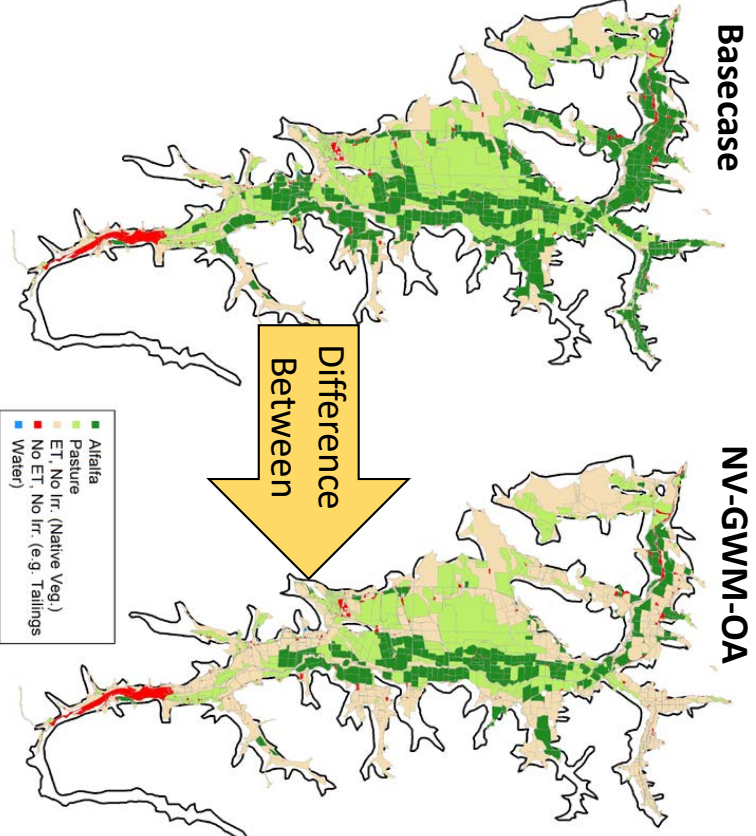 Basecase
NV-GWM-OA
Difference
Between
Alfalfa
Pasture
ET, No Irr. (Native Veg.)
No ET, No Irr. (e.g. Tailings
Water)